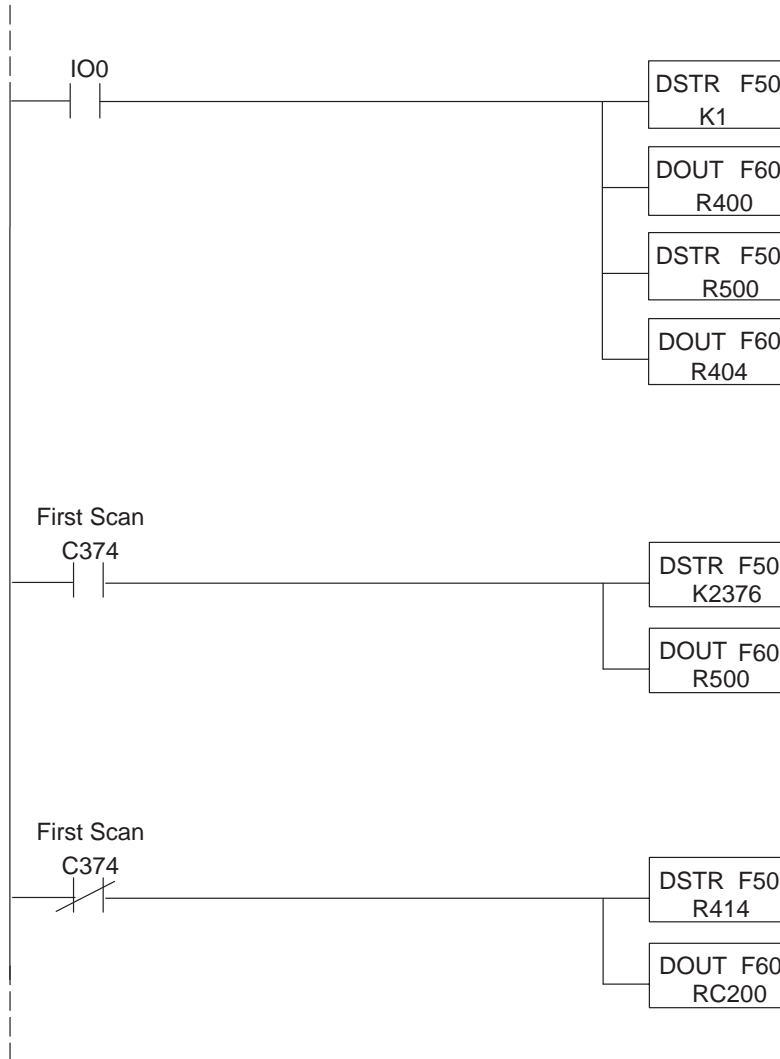 IO0
DSTR F50
K1
DOUT F60
R400
DSTR F50
R500
DOUT F60
R404
First Scan
C374
DSTR F50
K2376
DOUT F60
R500
First Scan
C374
DSTR F50
R414
DOUT F60
RC200